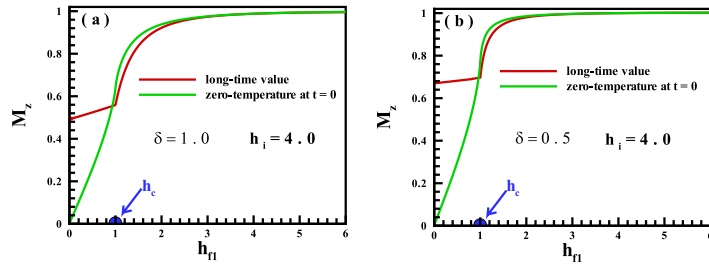 ( a )
1
0.8
0.6
0.4
0.2
0
M_z
long-time value
zero-temperature at t = 0
δ = 1.0 h_i = 4.0
h_c
0 1 2 3 4 5 6
h_f1
( b )
1
0.8
0.6
0.4
0.2
0
M_z
long-time value
zero-temperature at t = 0
δ = 0.5 h_i = 4.0
h_c
0 1 2 3 4 5 6
h_f1